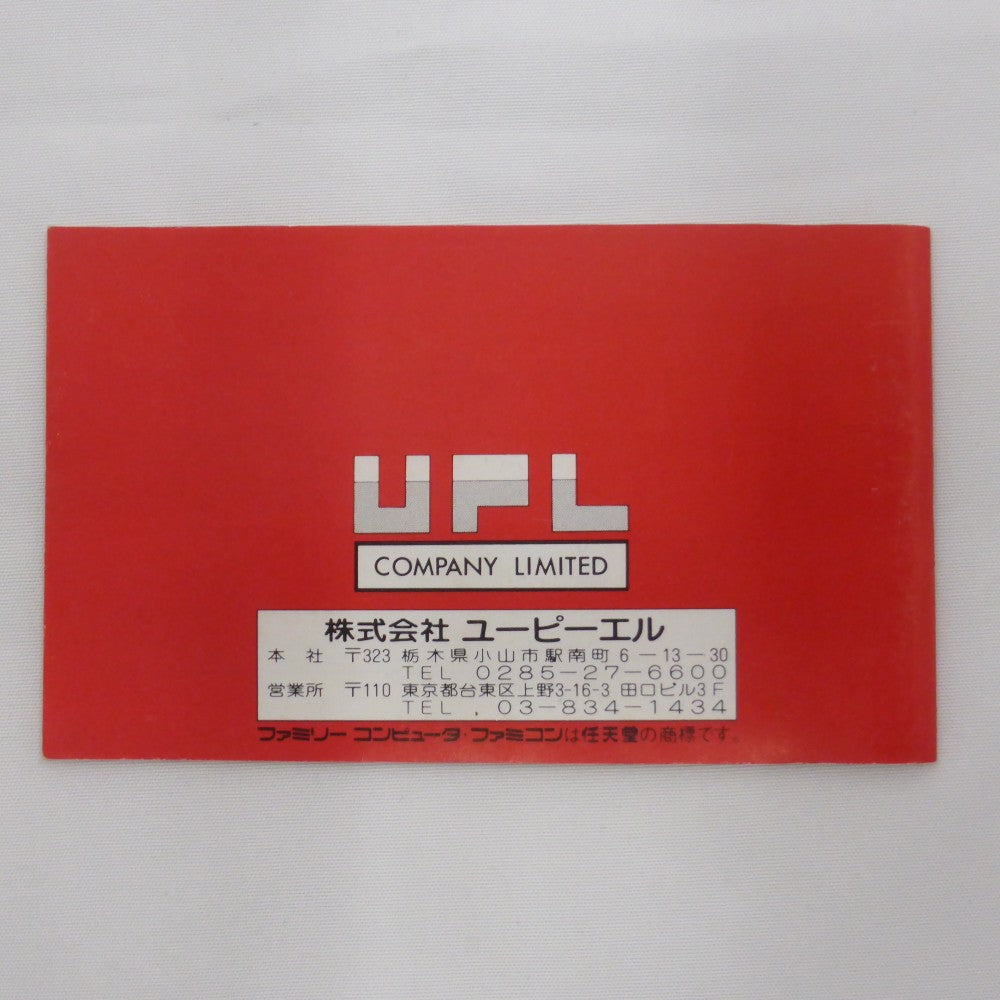 UPL
COMPANY LIMITED
株式会社 ユーピーエル
本社 〒323 栃木県小山市駅南町6-13-30
TEL 0285-27-6600
営業所 〒110 東京都台東区上野3-16-3 田口ビル3F
TEL . 03-834-1434
ファミリー コンピュータ・ファミコンは任天堂の商標です。